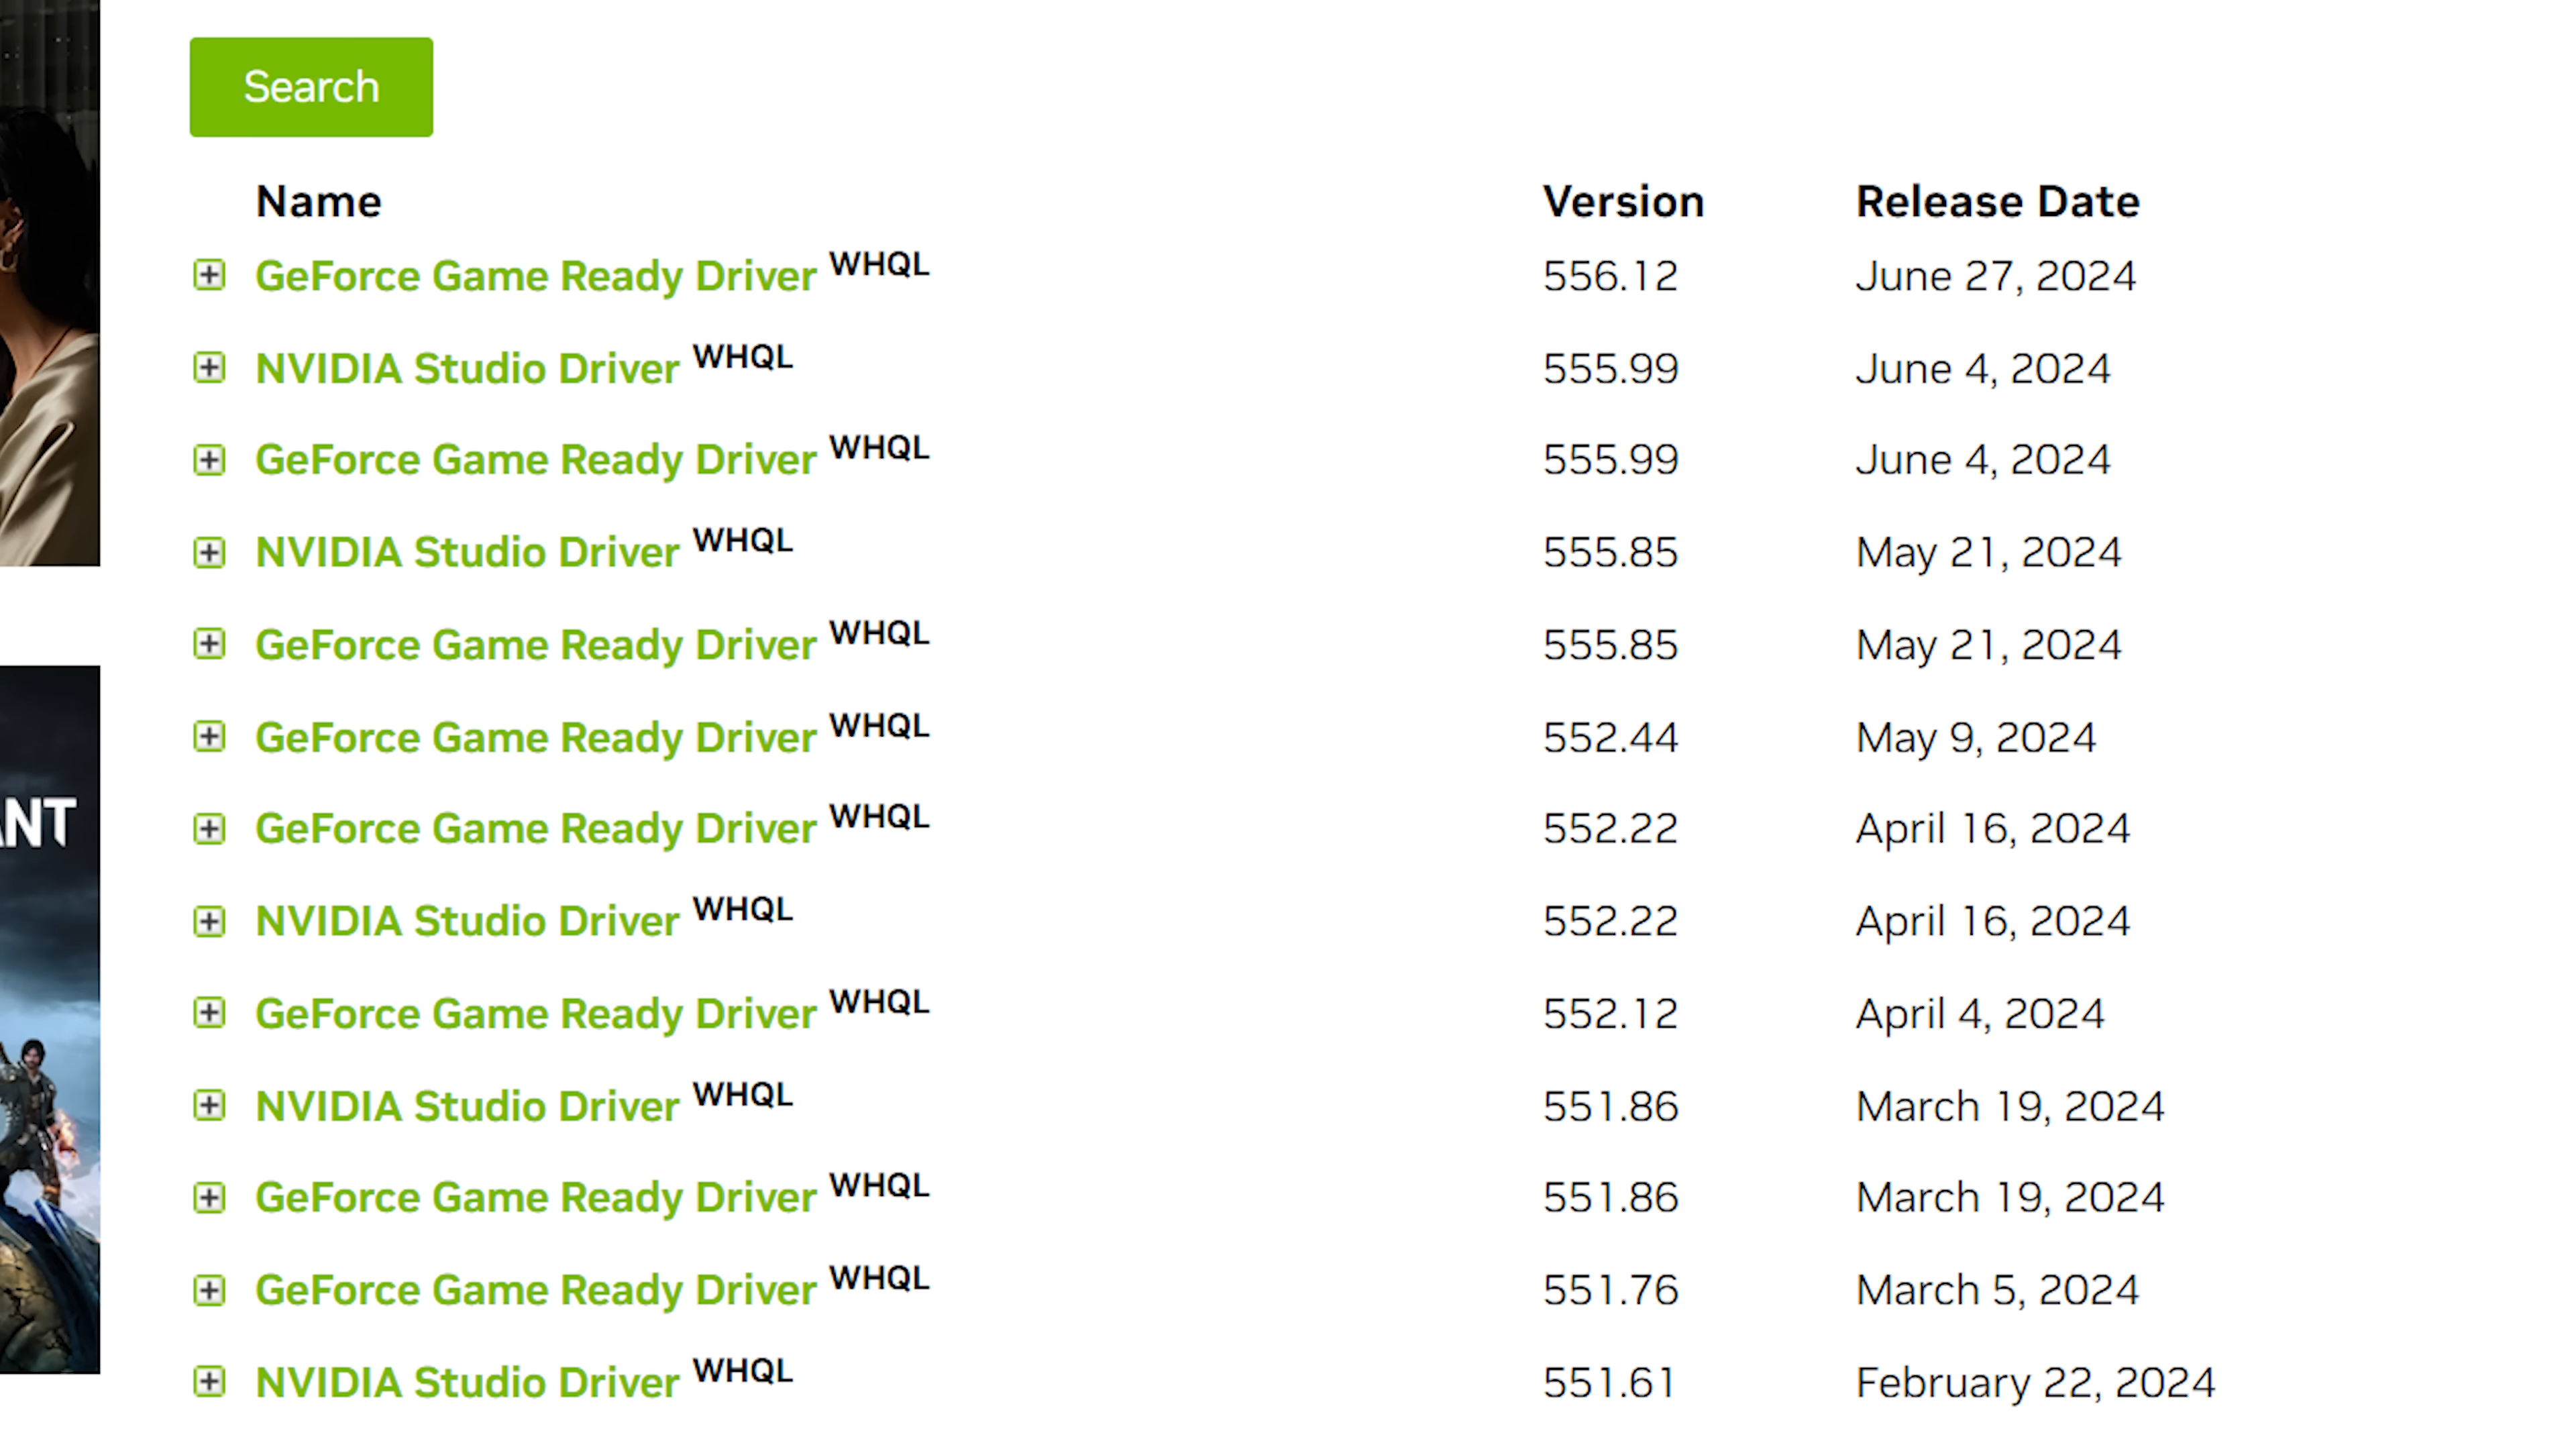 Search
Name Version Release Date
GeForce Game Ready Driver WHQL 556.12 June 27, 2024
NVIDIA Studio Driver WHQL 555.99 June 4, 2024
GeForce Game Ready Driver WHQL 555.99 June 4, 2024
NVIDIA Studio Driver WHQL 555.85 May 21, 2024
GeForce Game Ready Driver WHQL 555.85 May 21, 2024
GeForce Game Ready Driver WHQL 552.44 May 9, 2024
ANT
GeForce Game Ready Driver WHQL 552.22 April 16, 2024
NVIDIA Studio Driver WHQL 552.22 April 16, 2024
GeForce Game Ready Driver WHQL 552.12 April 4, 2024
NVIDIA Studio Driver WHQL 551.86 March 19, 2024
GeForce Game Ready Driver WHQL 551.86 March 19, 2024
GeForce Game Ready Driver WHQL 551.76 March 5, 2024
NVIDIA Studio Driver WHQL 551.61 February 22, 2024